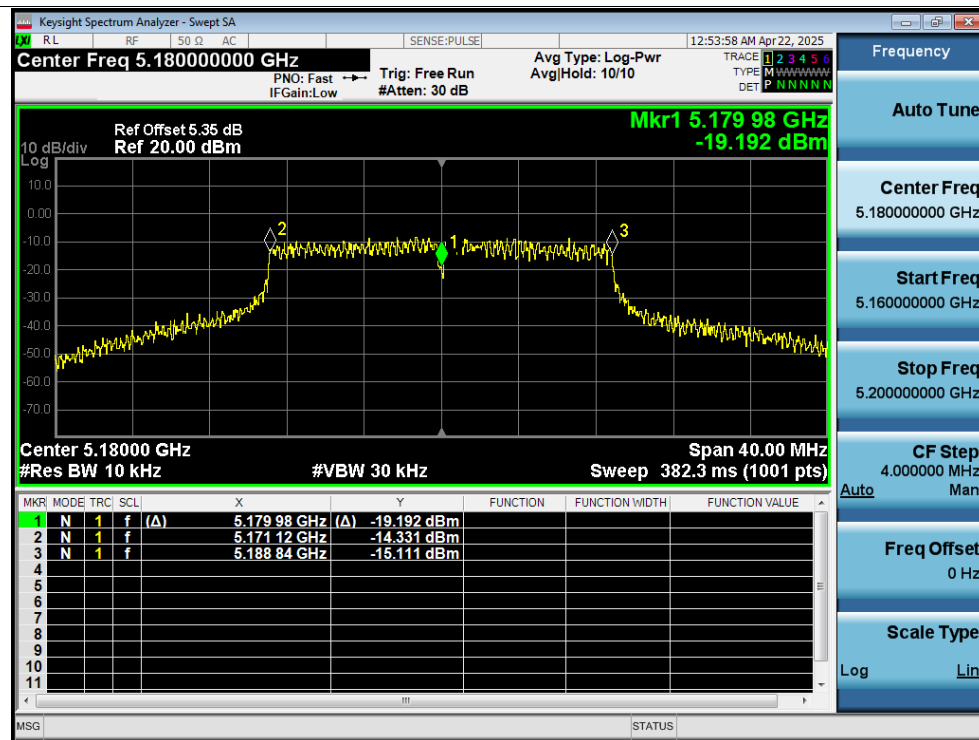 Keysight Spectrum Analyzer - Swept SA
LXI RL RF 50 Ω AC SENSE:PULSE 12:53:58 AM Apr 22, 2025
Center Freq 5.180000000 GHz
PNO: Fast
IFGain:Low
Trig: Free Run
#Atten: 30 dB
Avg Type: Log-Pwr
Avg|Hold: 10/10
TRACE 1 2 3 4 5 6
TYPE M WWWWW
DET P N N N N N
Mkr1 5.179 98 GHz
-19.192 dBm
Ref Offset 5.35 dB
10 dB/div Ref 20.00 dBm
Log
10.0
0.00
-10.0
-20.0
-30.0
-40.0
-50.0
-60.0
-70.0
2
1
3
Center 5.18000 GHz Span 40.00 MHz
#Res BW 10 kHz #VBW 30 kHz Sweep 382.3 ms (1001 pts)
MKR MODE TRC SCL X Y FUNCTION FUNCTION WIDTH FUNCTION VALUE
1 N 1 f (Δ) 5.179 98 GHz (Δ) -19.192 dBm
2 N 1 f 5.171 12 GHz -14.331 dBm
3 N 1 f 5.188 84 GHz -15.111 dBm
4
5
6
7
8
9
10
11
MSG STATUS
Frequency
Auto Tune
Center Freq
5.180000000 GHz
Start Freq
5.160000000 GHz
Stop Freq
5.200000000 GHz
CF Step
4.000000 MHz
Auto Man
Freq Offset
0 Hz
Scale Type
Log Lin